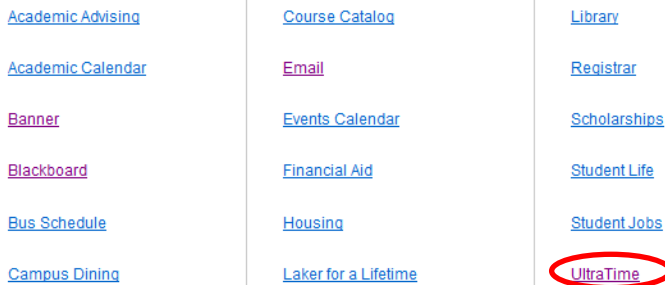 Academic Advising
Academic Calendar
Banner
Blackboard
Bus Schedule
Campus Dining
Course Catalog
Email
Events Calendar
Financial Aid
Housing
Laker for a Lifetime
Library
Registrar
Scholarships
Student Life
Student Jobs
UltraTime